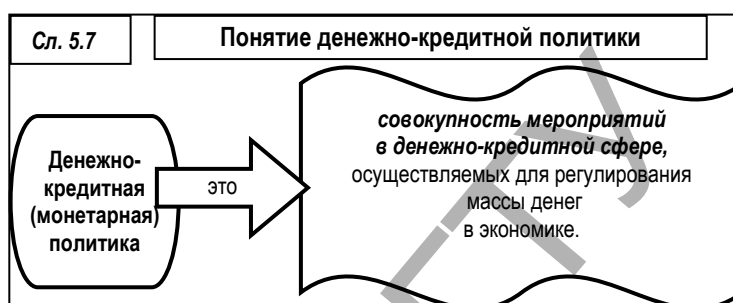 Сл. 5.7
Понятие денежно-кредитной политики
Денежно-
кредитная
(монетарная)
политика
это
совокупность мероприятий
в денежно-кредитной сфере,
осуществляемых для регулирования
массы денег
в экономике.